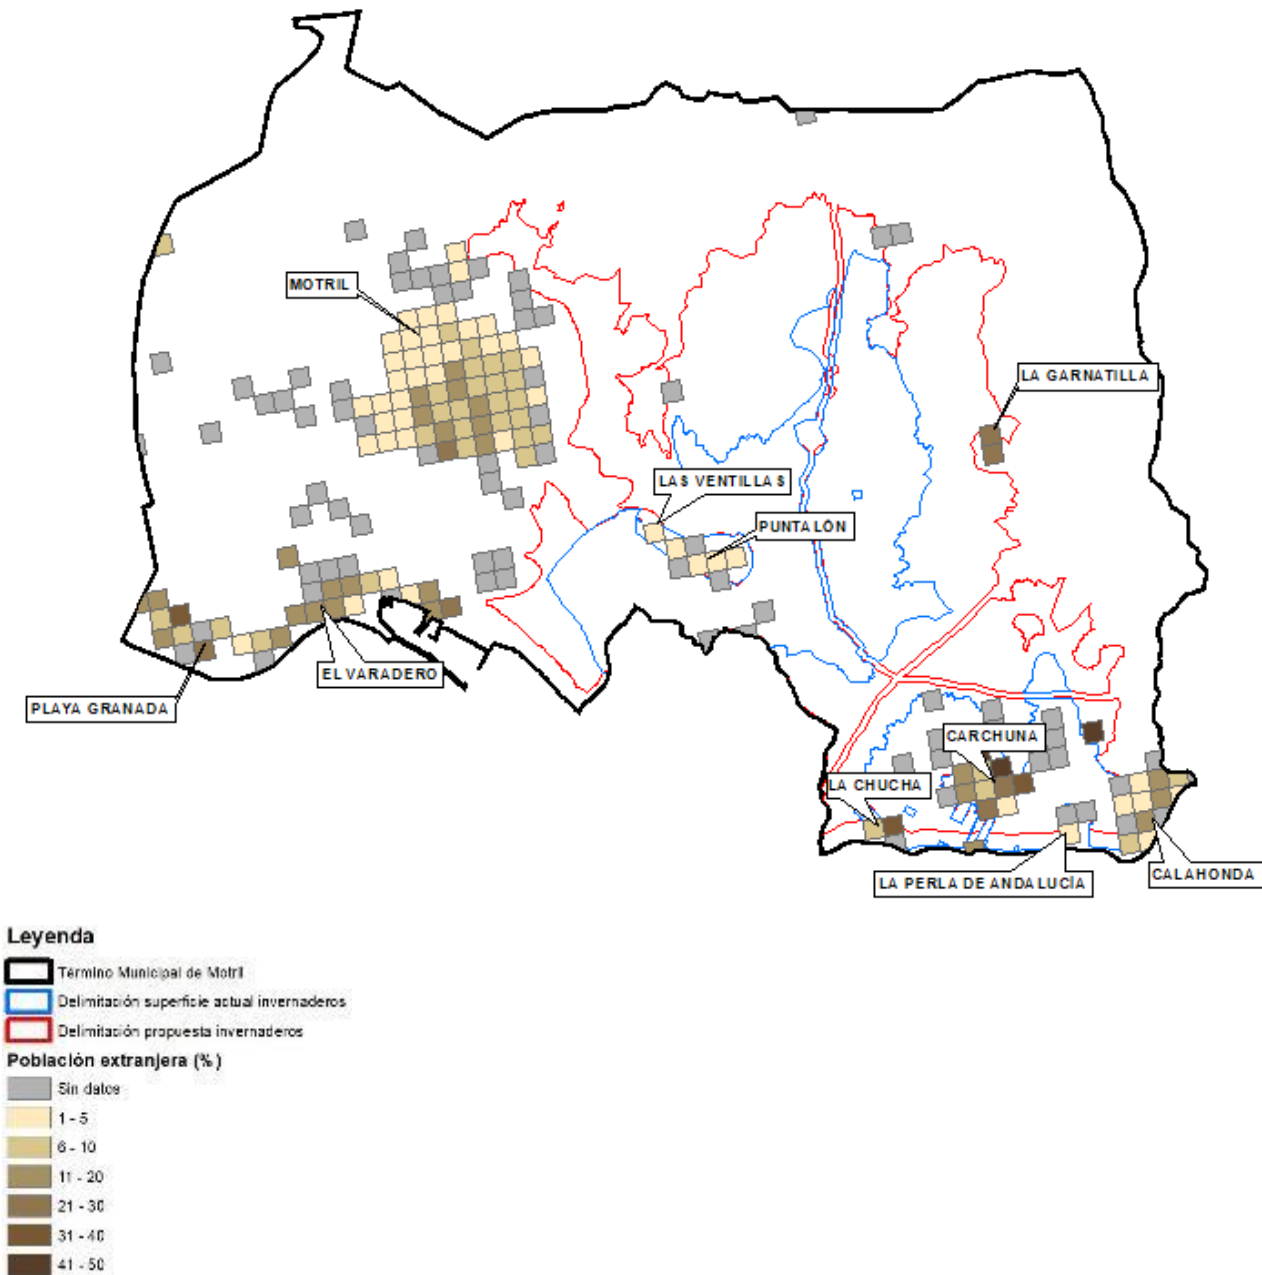 MOTRIL
LA GARNATILLA
LAS VENTILLAS
PUNTALÓN
EL VARADERO
PLAYA GRANADA
CARCHUNA
LA CHUCHA
LA PERLA DE ANDALUCÍA
CALAHONDA
Leyenda
Término Municipal de Motril
Delimitación superficie actual invernaderos
Delimitación propuesta invernaderos
Población extranjera (%)
Sin datos
1 - 5
6 - 10
11 - 20
21 - 30
31 - 40
41 - 50